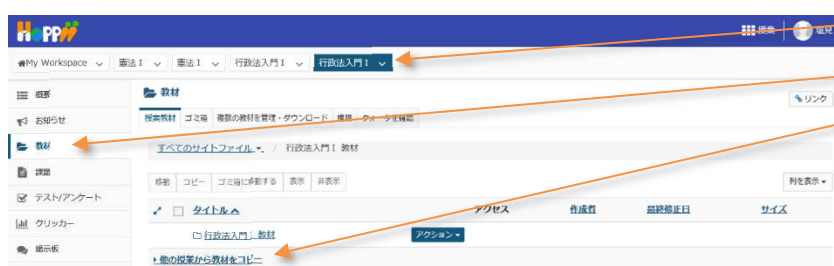 Hoppii
授業 塩見
My Workspace 憲法 I 憲法 I 行政法入門 I 行政法入門 I
概要
教材
リンク
お知らせ
授業教材 ゴミ箱 複数の教材を管理・ダウンロード 権限 クォータを確認
教材
すべてのサイトファイル / 行政法入門 I 教材
課題
移動 コピー ゴミ箱に移動する 表示 非表示 列を表示
テスト/アンケート
タイトル アクセス 作成者 最終修正日 サイズ
クリッカー
行政法入門 I 教材 アクション
掲示板
他の授業から教材をコピー